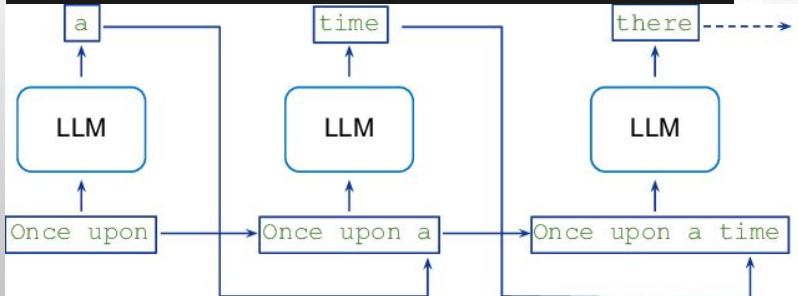 a
time
there
LLM
LLM
LLM
Once upon
Once upon a
Once upon a time